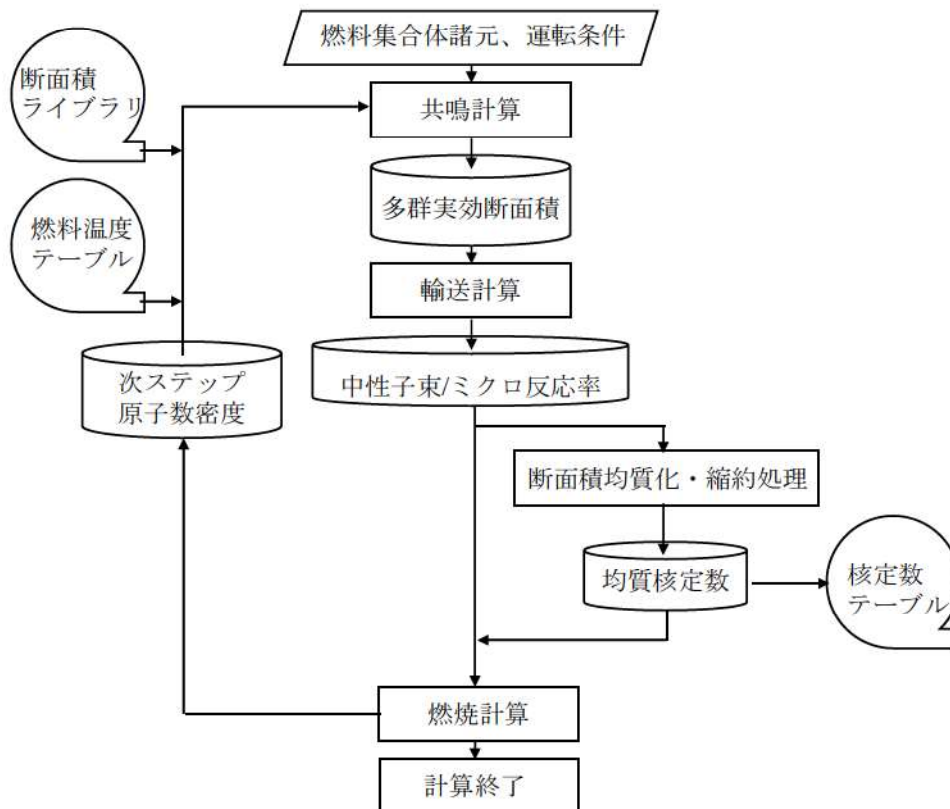 燃料集合体諸元、運転条件
断面積
ライブラリ
共鳴計算
多群実効断面積
燃料温度
テーブル
輸送計算
中性子束/ミクロ反応率
次ステップ
原子数密度
断面積均質化・縮約処理
均質核定数
核定数
テーブル
燃焼計算
計算終了